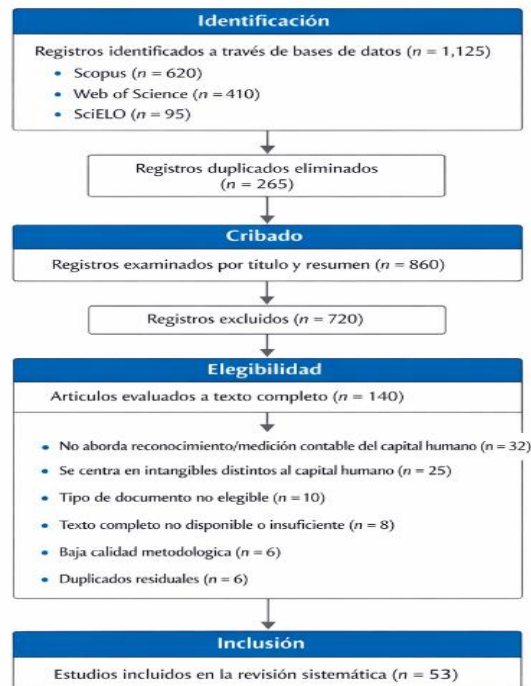 Identificación
Registros identificados a través de bases de datos (n = 1,125)
• Scopus (n = 620)
• Web of Science (n = 410)
• SciELO (n = 95)
Registros duplicados eliminados
(n = 265)
Cribado
Registros examinados por título y resumen (n = 860)
Registros excluidos (n = 720)
Elegibilidad
Articulos evaluados a texto completo (n = 140)
• No aborda reconocimiento/medición contable del capital humano (n = 32)
• Se centra en intangibles distintos al capital humano (n = 25)
• Tipo de documento no elegible (n = 10)
• Texto completo no disponible o insuficiente (n = 8)
• Baja calidad metodologica (n = 6)
• Duplicados residuales (n = 6)
Inclusión
Estudios incluidos en la revisión sistemática (n = 53)